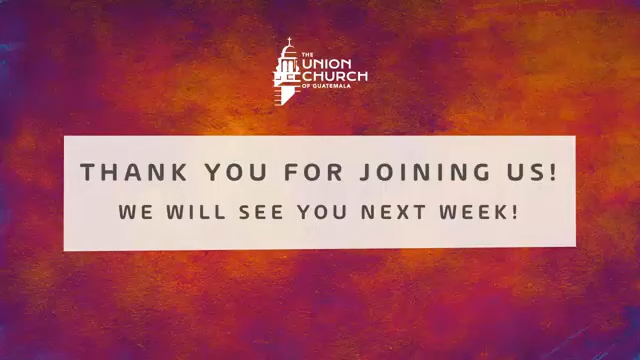 THE
UNION
CHURCH
OF GUATEMALA
THANK YOU FOR JOINING US!
WE WILL SEE YOU NEXT WEEK!